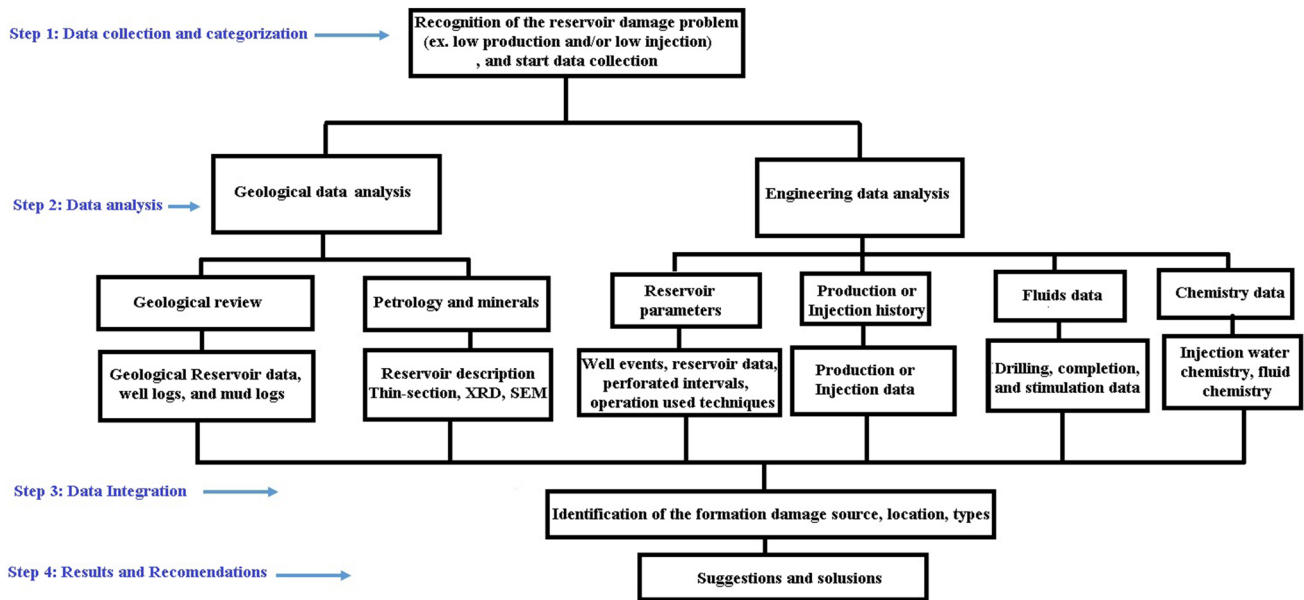 Step 1: Data collection and categorization
Recognition of the reservoir damage problem
(ex. low production and/or low injection)
, and start data collection
Step 2: Data analysis
Geological data analysis
Engineering data analysis
Geological review
Petrology and minerals
Reservoir
parameters
Production or
Injection history
Fluids data
Chemistry data
Geological Reservoir data,
well logs, and mud logs
Reservoir description
Thin-section, XRD, SEM
Well events, reservoir data,
perforated intervals,
operation used techniques
Production or
Injection data
Drilling, completion,
and stimulation data
Injection water
chemistry, fluid
chemistry
Step 3: Data Integration
Identification of the formation damage source, location, types
Step 4: Results and Recomendations
Suggestions and solusions